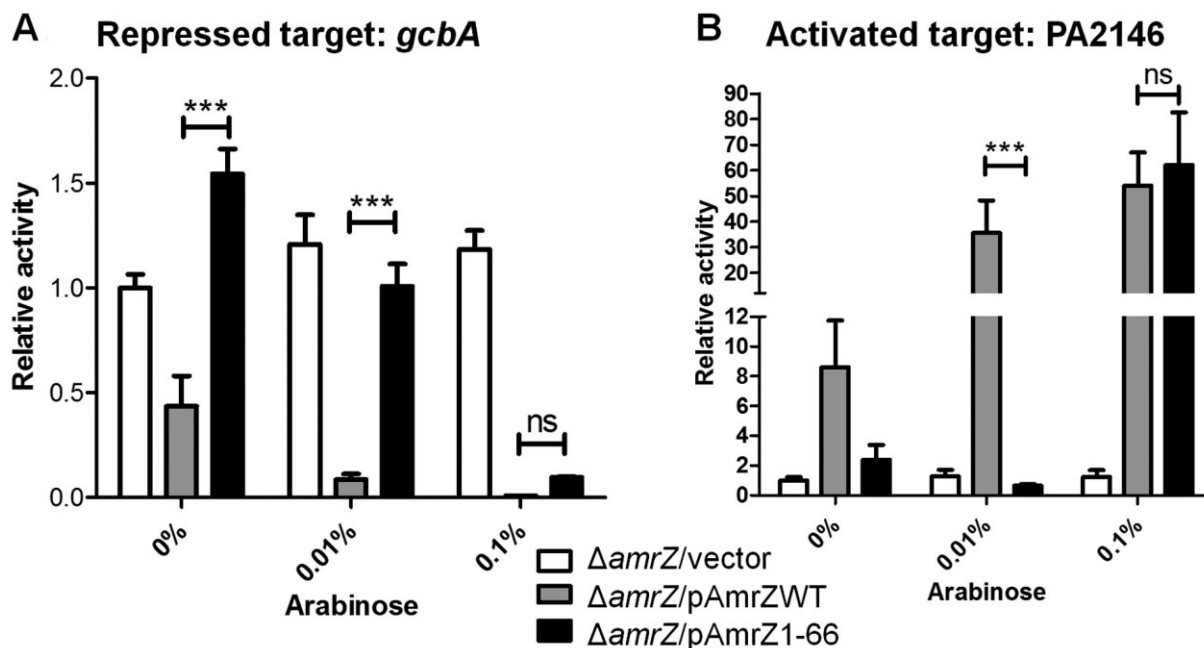 A Repressed target: gcbA
Relative activity
2.0
1.5
1.0
0.5
0.0
***
***
ns
0%
0.01%
0.1%
Arabinose
B Activated target: PA2146
Relative activity
90
80
70
60
50
40
30
20
12
10
8
6
4
2
0
***
ns
0%
0.01%
0.1%
Arabinose
ΔamrZ/vector
ΔamrZ/pAmrZWT
ΔamrZ/pAmrZ1-66